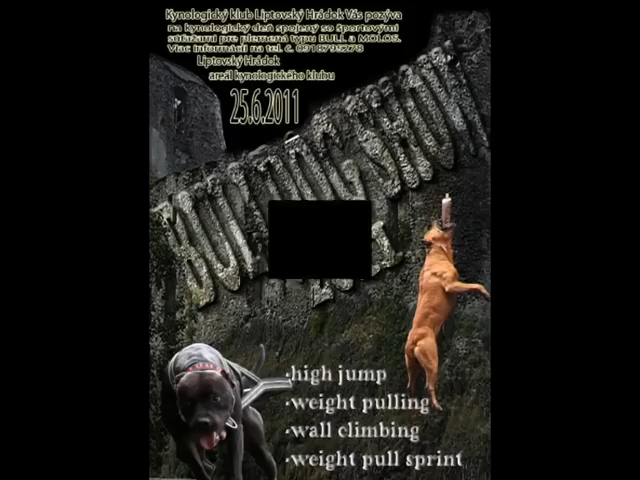 Kynologický klub Liptovský Hrádok Vás pozýva
na kynologický deň spojený so športovými
súťažami pre plemená typu BULL a MOLOS.
Viac informácií na tel. č. 0918795278
Liptovský Hrádok
areál kynologického klubu
25.6.2011
SHOW
·high jump
·weight pulling
·wall climbing
·weight pull sprint